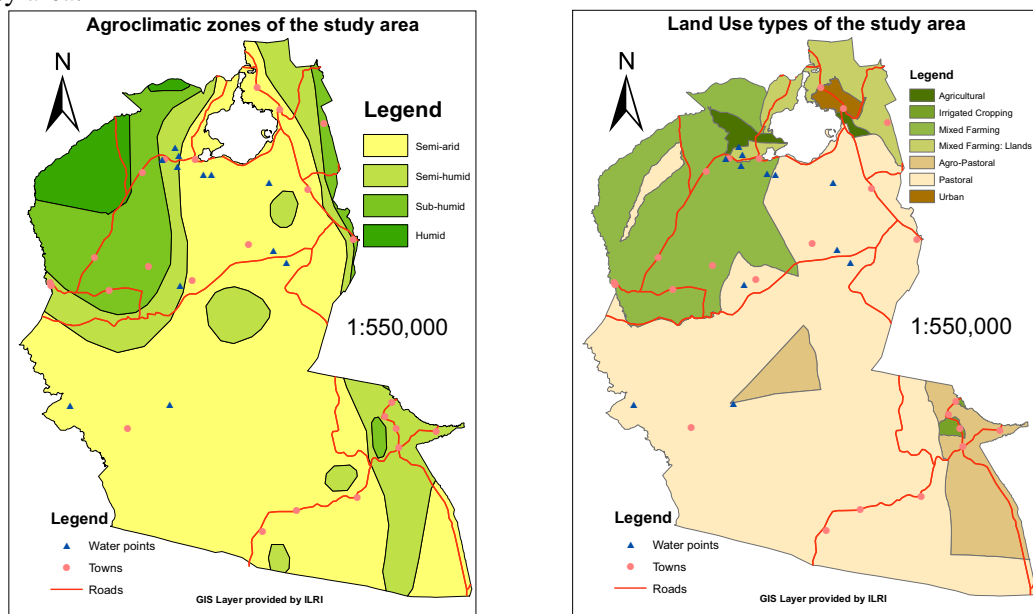 Agroclimatic zones of the study area
N
Legend
Semi-arid
Semi-humid
Sub-humid
Humid
1:550,000
Legend
Water points
Towns
Roads
GIS Layer provided by ILRI
Land Use types of the study area
N
Legend
Agricultural
Irrigated Cropping
Mixed Farming
Mixed Farming: Llands
Agro-Pastoral
Pastoral
Urban
1:550,000
Legend
Water points
Towns
Roads
GIS Layer provided by ILRI